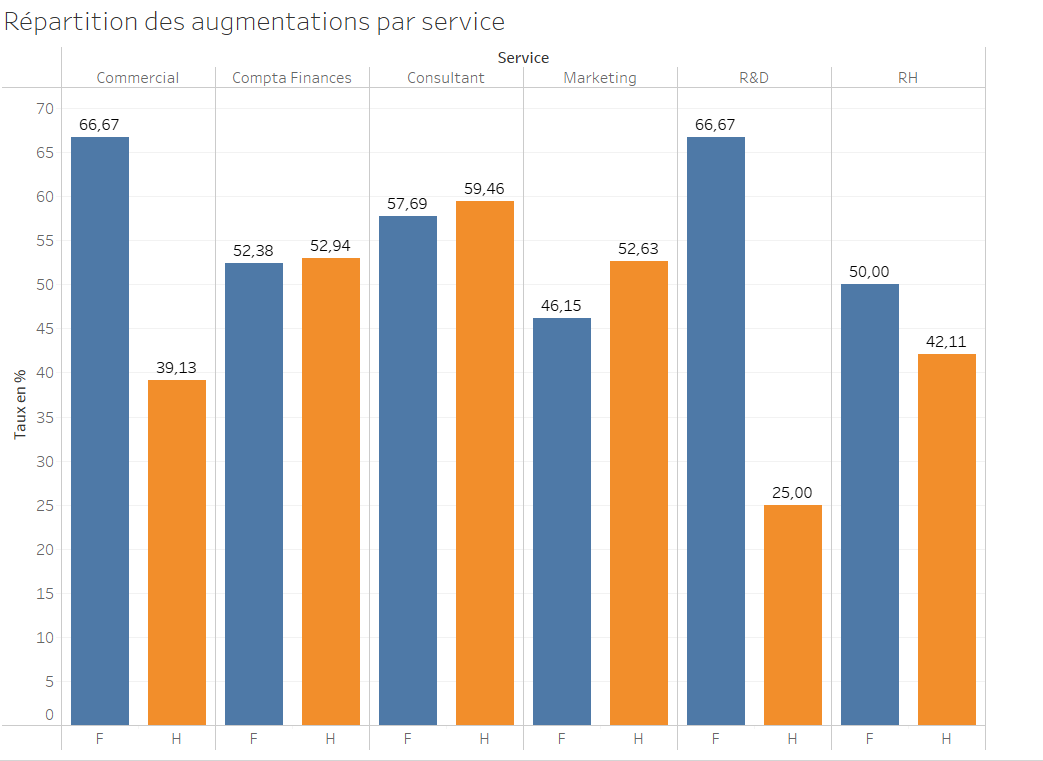 Répartition des augmentations par service
Service
Commercial Compta Finances Consultant Marketing R&D RH
Taux en %
70
65
60
55
50
45
40
35
30
25
20
15
10
5
0
66,67 39,13 52,38 52,94 57,69 59,46 46,15 52,63 66,67 25,00 50,00 42,11
F H F H F H F H F H F H